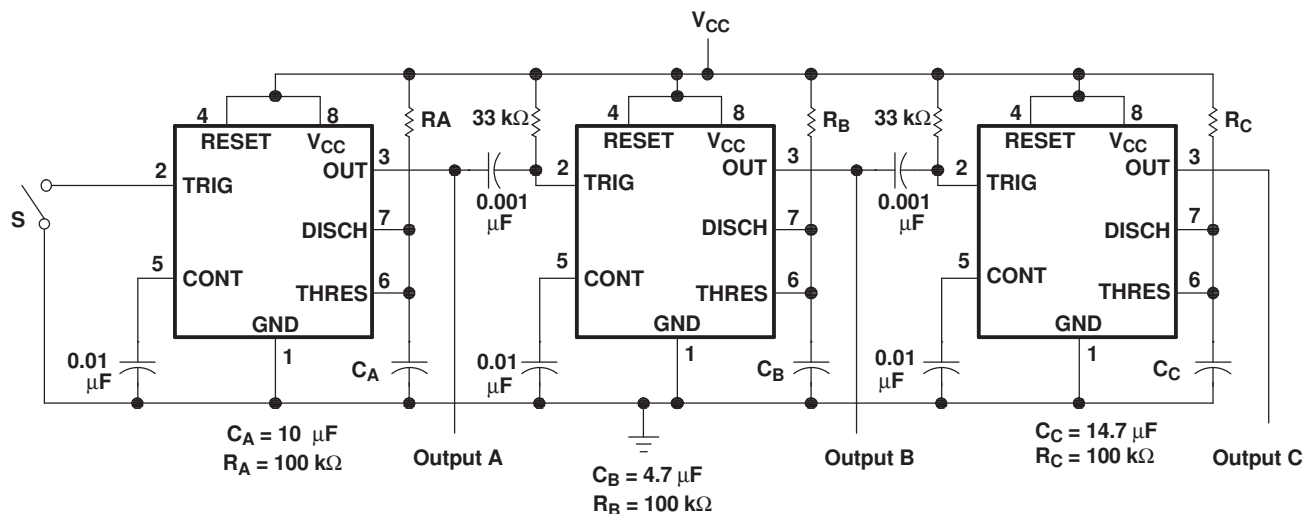 VCC
4
8
RESET
VCC
RA
33 kΩ
2
TRIG
OUT
3
S
0.001
μF
DISCH
7
5
CONT
THRES
6
GND
1
0.01
μF
CA
CA = 10 μF
RA = 100 kΩ
Output A
4
8
RESET
VCC
RB
33 kΩ
2
TRIG
OUT
3
0.001
μF
DISCH
7
5
CONT
THRES
6
GND
1
0.01
μF
CB
CB = 4.7 μF
RB = 100 kΩ
Output B
4
8
RESET
VCC
RC
2
TRIG
OUT
3
DISCH
7
5
CONT
THRES
6
GND
1
0.01
μF
CC
CC = 14.7 μF
RC = 100 kΩ
Output C